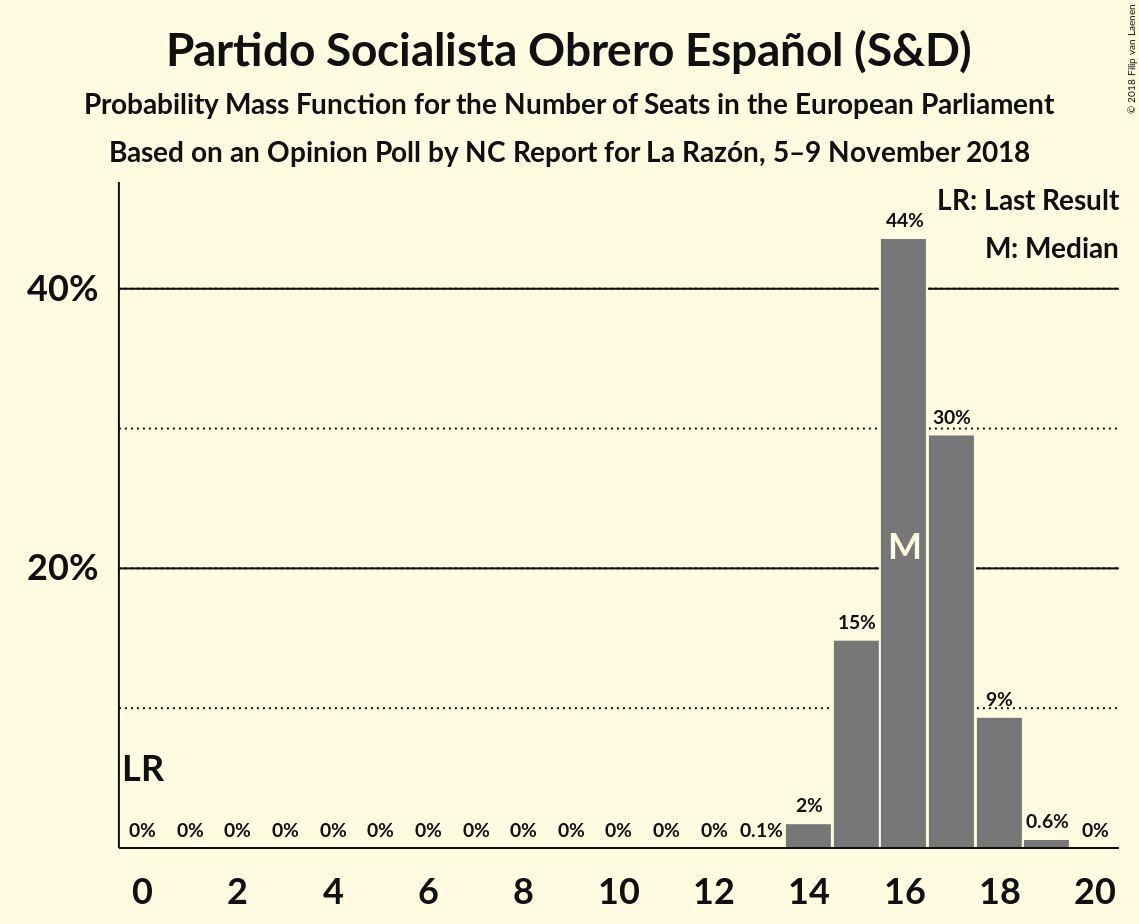 Partido Socialista Obrero Español (S&D)
Probability Mass Function for the Number of Seats in the European Parliament
Based on an Opinion Poll by NC Report for La Razón, 5–9 November 2018
© 2018 Filip van Laenen
LR: Last Result
M: Median
40%
20%
44%
30%
M
15%
9%
LR
2%
0% 0% 0% 0% 0% 0% 0% 0% 0% 0% 0% 0% 0% 0.1% 0.6% 0%
0 2 4 6 8 10 12 14 16 18 20